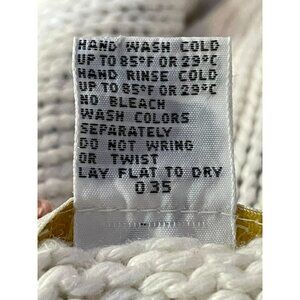 HAND WASH COLD
UP TO 85°F OR 29°C
HAND RINSE COLD
UP TO 85°F OR 29°C
NO BLEACH
WASH COLORS
SEPARATELY
DO NOT WRING
OR TWIST
LAY FLAT TO DRY
035